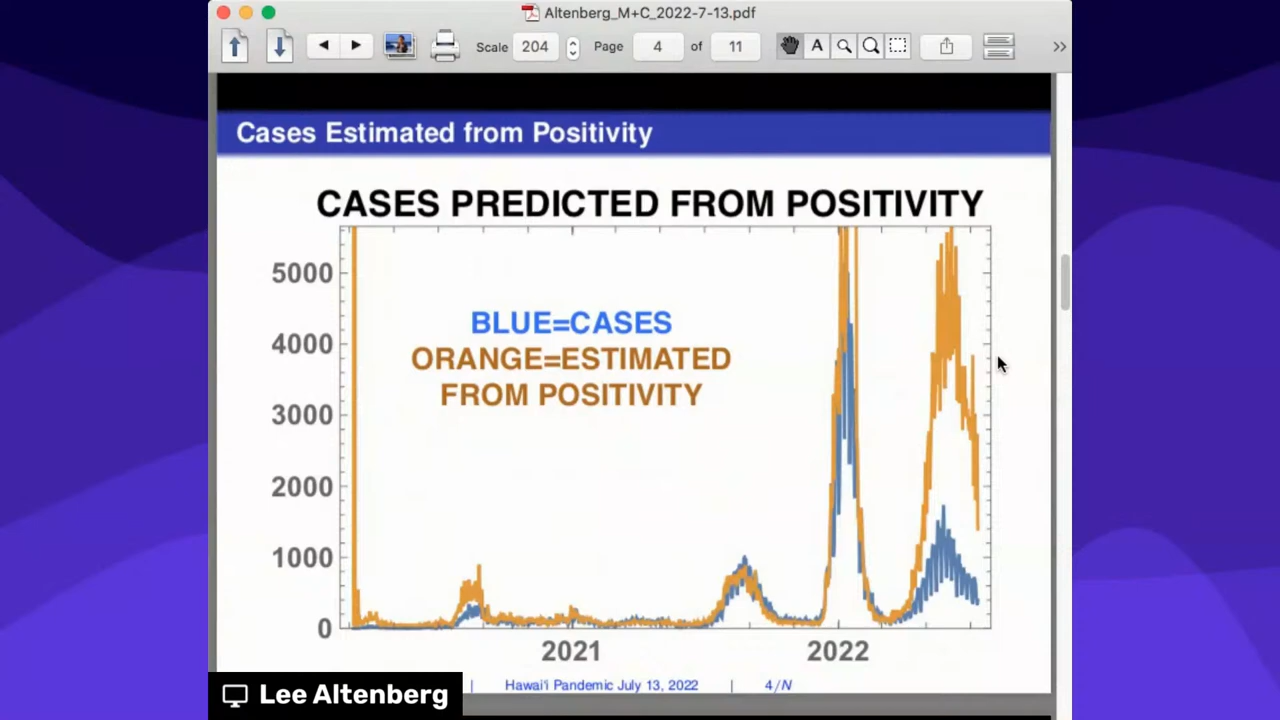 Altenberg_M+C_2022-7-13.pdf
Scale 204 Page 4 of 11 A »
Cases Estimated from Positivity
CASES PREDICTED FROM POSITIVITY
5000
4000
3000
2000
1000
0
BLUE=CASES
ORANGE=ESTIMATED
FROM POSITIVITY
2021 2022
| Hawai'i Pandemic July 13, 2022 | 4/N
Lee Altenberg